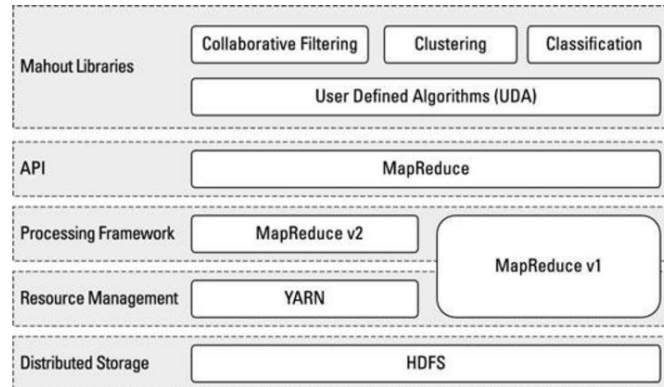 Mahout Libraries
Collaborative Filtering
Clustering
Classification
User Defined Algorithms (UDA)
API
MapReduce
Processing Framework
MapReduce v2
MapReduce v1
Resource Management
YARN
Distributed Storage
HDFS